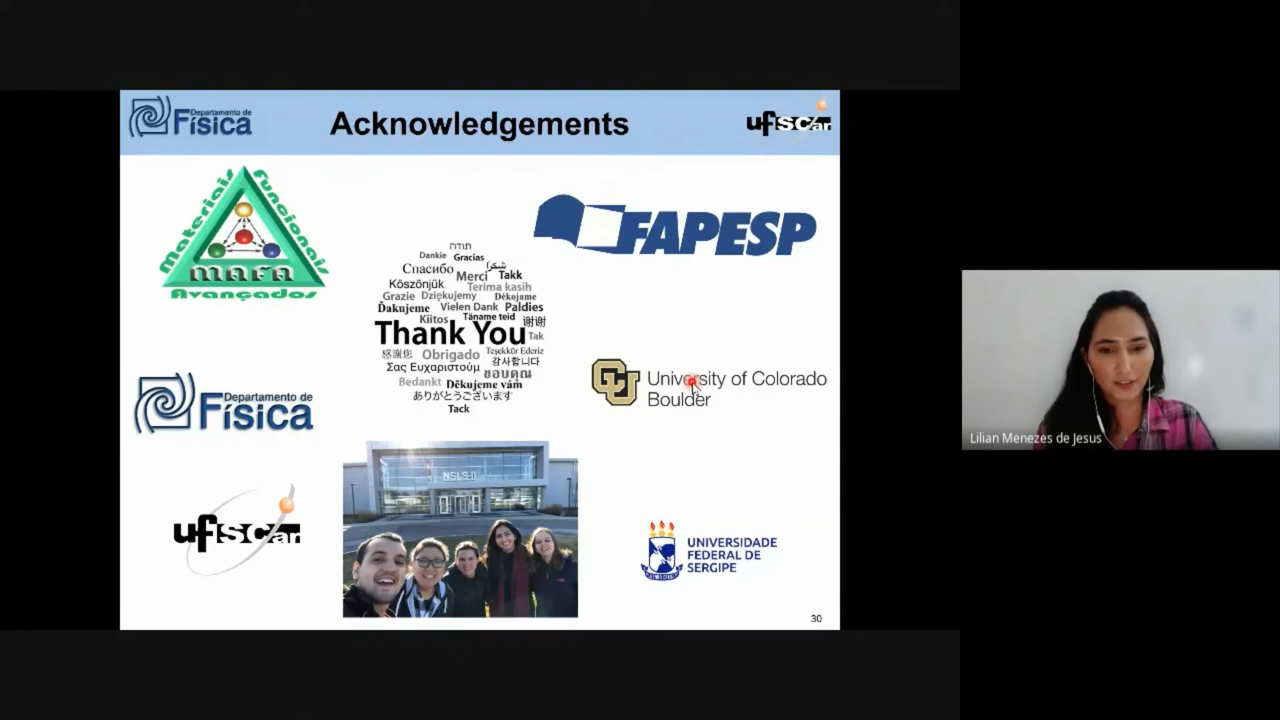 Departamento de
Física
Acknowledgements
ufscar
Materiais Funcionais
MAFA
Avançados
FAPESP
תודה
Dankie Gracias
Спасибо شكرا
Merci Takk
Köszönjük Terima kasih
Grazie Dziękujemy Dėkojame
Ďakujeme Vielen Dank Paldies
Kiitos Täname teid 谢谢
Thank You Tak
感謝您 Obrigado Teşekkür Ederiz
Σας Ευχαριστούμ 감사합니다
ขอบคุณ
Bedankt Děkujeme vám
ありがとうございます
Tack
CU University of Colorado
Boulder
Departamento de
Física
NSLS-II
ufscar
UNIVERSIDADE
FEDERAL DE
SERGIPE
30
Lilian Menezes de Jesus